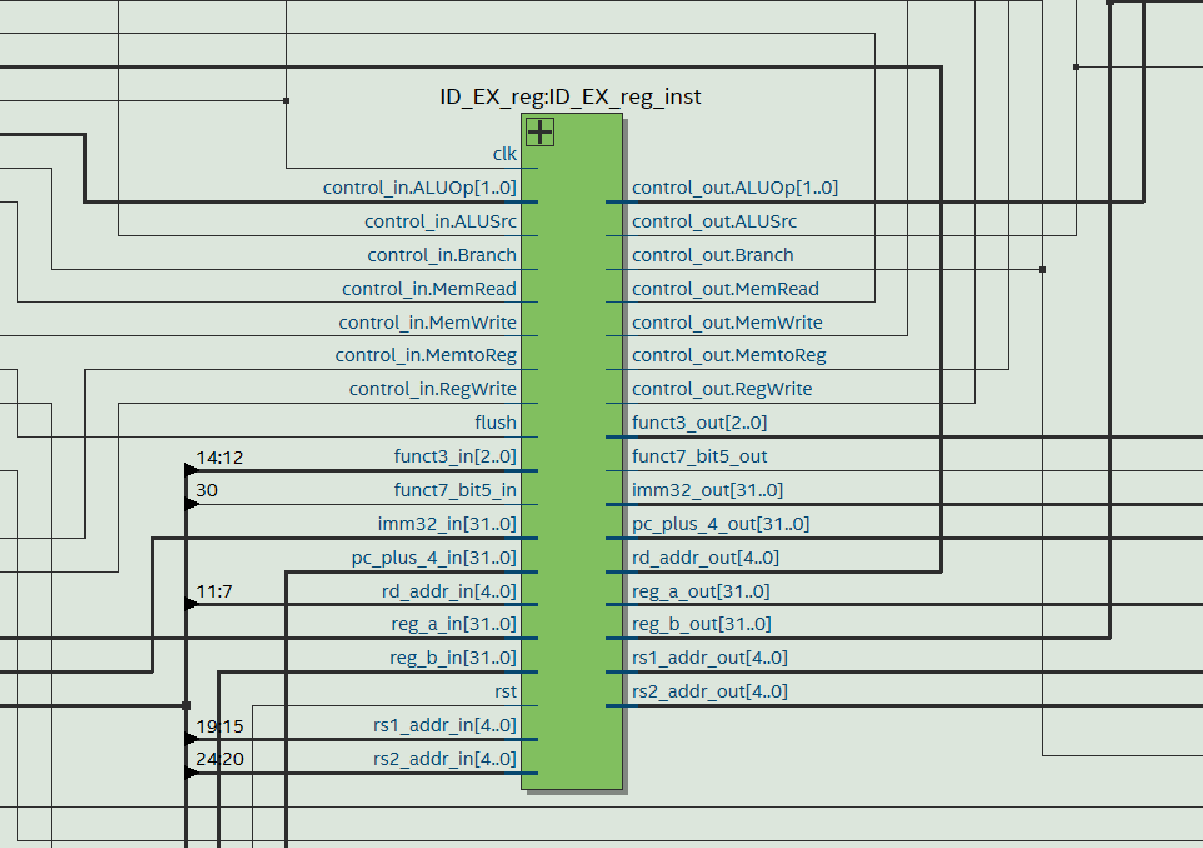 ID_EX_reg:ID_EX_reg_inst
clk
control_in.ALUOp[1..0] control_out.ALUOp[1..0]
control_in.ALUSrc control_out.ALUSrc
control_in.Branch control_out.Branch
control_in.MemRead control_out.MemRead
control_in.MemWrite control_out.MemWrite
control_in.MemtoReg control_out.MemtoReg
control_in.RegWrite control_out.RegWrite
flush funct3_out[2..0]
14:12 funct3_in[2..0] funct7_bit5_out
30 funct7_bit5_in imm32_out[31..0]
imm32_in[31..0] pc_plus_4_out[31..0]
pc_plus_4_in[31..0] rd_addr_out[4..0]
11:7 rd_addr_in[4..0] reg_a_out[31..0]
reg_a_in[31..0] reg_b_out[31..0]
reg_b_in[31..0] rs1_addr_out[4..0]
rst rs2_addr_out[4..0]
19:15 rs1_addr_in[4..0]
24:20 rs2_addr_in[4..0]